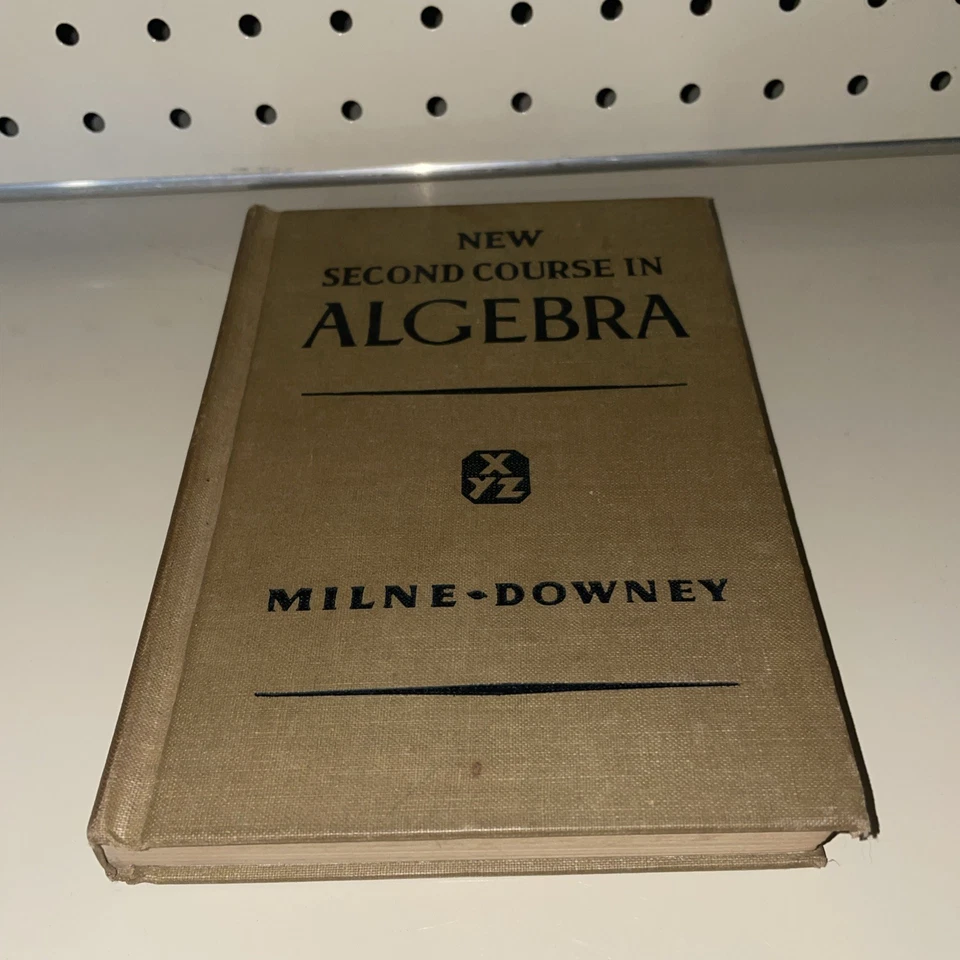 NEW
SECOND COURSE IN
ALGEBRA
X
YZ
MILNE•DOWNEY